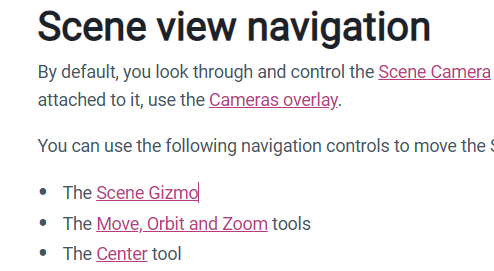 Scene view navigation
By default, you look through and control the Scene Camera
attached to it, use the Cameras overlay.
You can use the following navigation controls to move the
• The Scene Gizmo
• The Move, Orbit and Zoom tools
• The Center tool